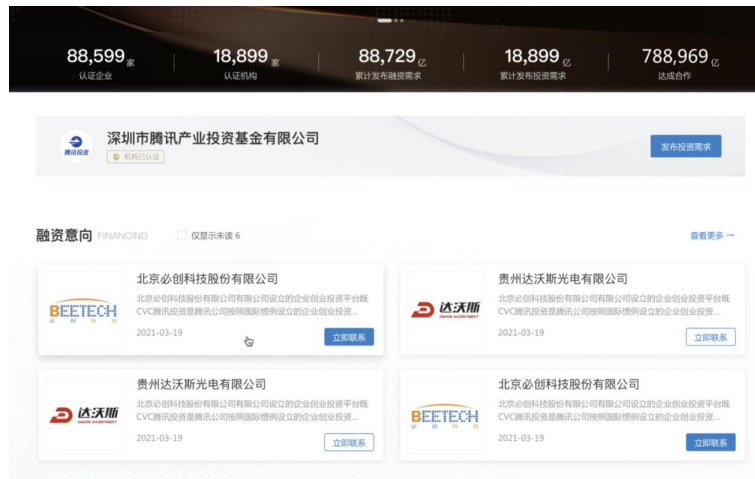 88,599 家
认证企业
18,899 家
认证机构
88,729 亿
累计发布融资需求
18,899 亿
累计发布投资需求
788,969 亿
达成合作
腾讯投资
深圳市腾讯产业投资基金有限公司
机构已认证
发布投资需求
融资意向 FINANCING
仅显示未读 6
查看更多 →
BEETECH
必创科技
北京必创科技股份有限公司
北京必创科技股份有限公司有限公司设立的企业创业投资平台既
CVC腾讯投资是腾讯公司按照国际惯例设立的企业创业投资...
2021-03-19
立即联系
达沃斯
贵州达沃斯光电有限公司
北京必创科技股份有限公司有限公司设立的企业创业投资平台既
CVC腾讯投资是腾讯公司按照国际惯例设立的企业创业投资...
2021-03-19
立即联系
达沃斯
贵州达沃斯光电有限公司
北京必创科技股份有限公司有限公司设立的企业创业投资平台既
CVC腾讯投资是腾讯公司按照国际惯例设立的企业创业投资...
2021-03-19
立即联系
BEETECH
必创科技
北京必创科技股份有限公司
北京必创科技股份有限公司有限公司设立的企业创业投资平台既
CVC腾讯投资是腾讯公司按照国际惯例设立的企业创业投资...
2021-03-19
立即联系